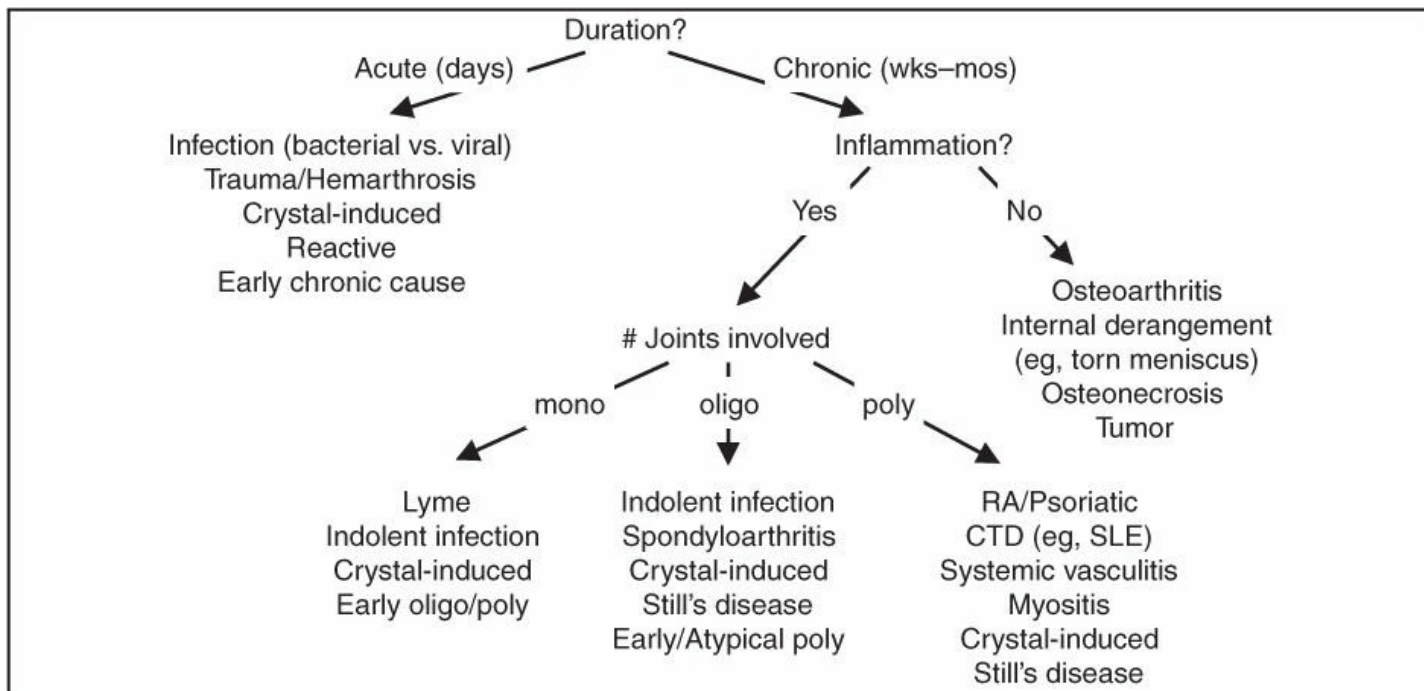 Duration?
Acute (days)
Chronic (wks–mos)
Infection (bacterial vs. viral)
Trauma/Hemarthrosis
Crystal-induced
Reactive
Early chronic cause
Inflammation?
Yes
No
Osteoarthritis
Internal derangement
(eg, torn meniscus)
Osteonecrosis
Tumor
# Joints involved
mono
oligo
poly
Lyme
Indolent infection
Crystal-induced
Early oligo/poly
Indolent infection
Spondyloarthritis
Crystal-induced
Still's disease
Early/Atypical poly
RA/Psoriatic
CTD (eg, SLE)
Systemic vasculitis
Myositis
Crystal-induced
Still's disease